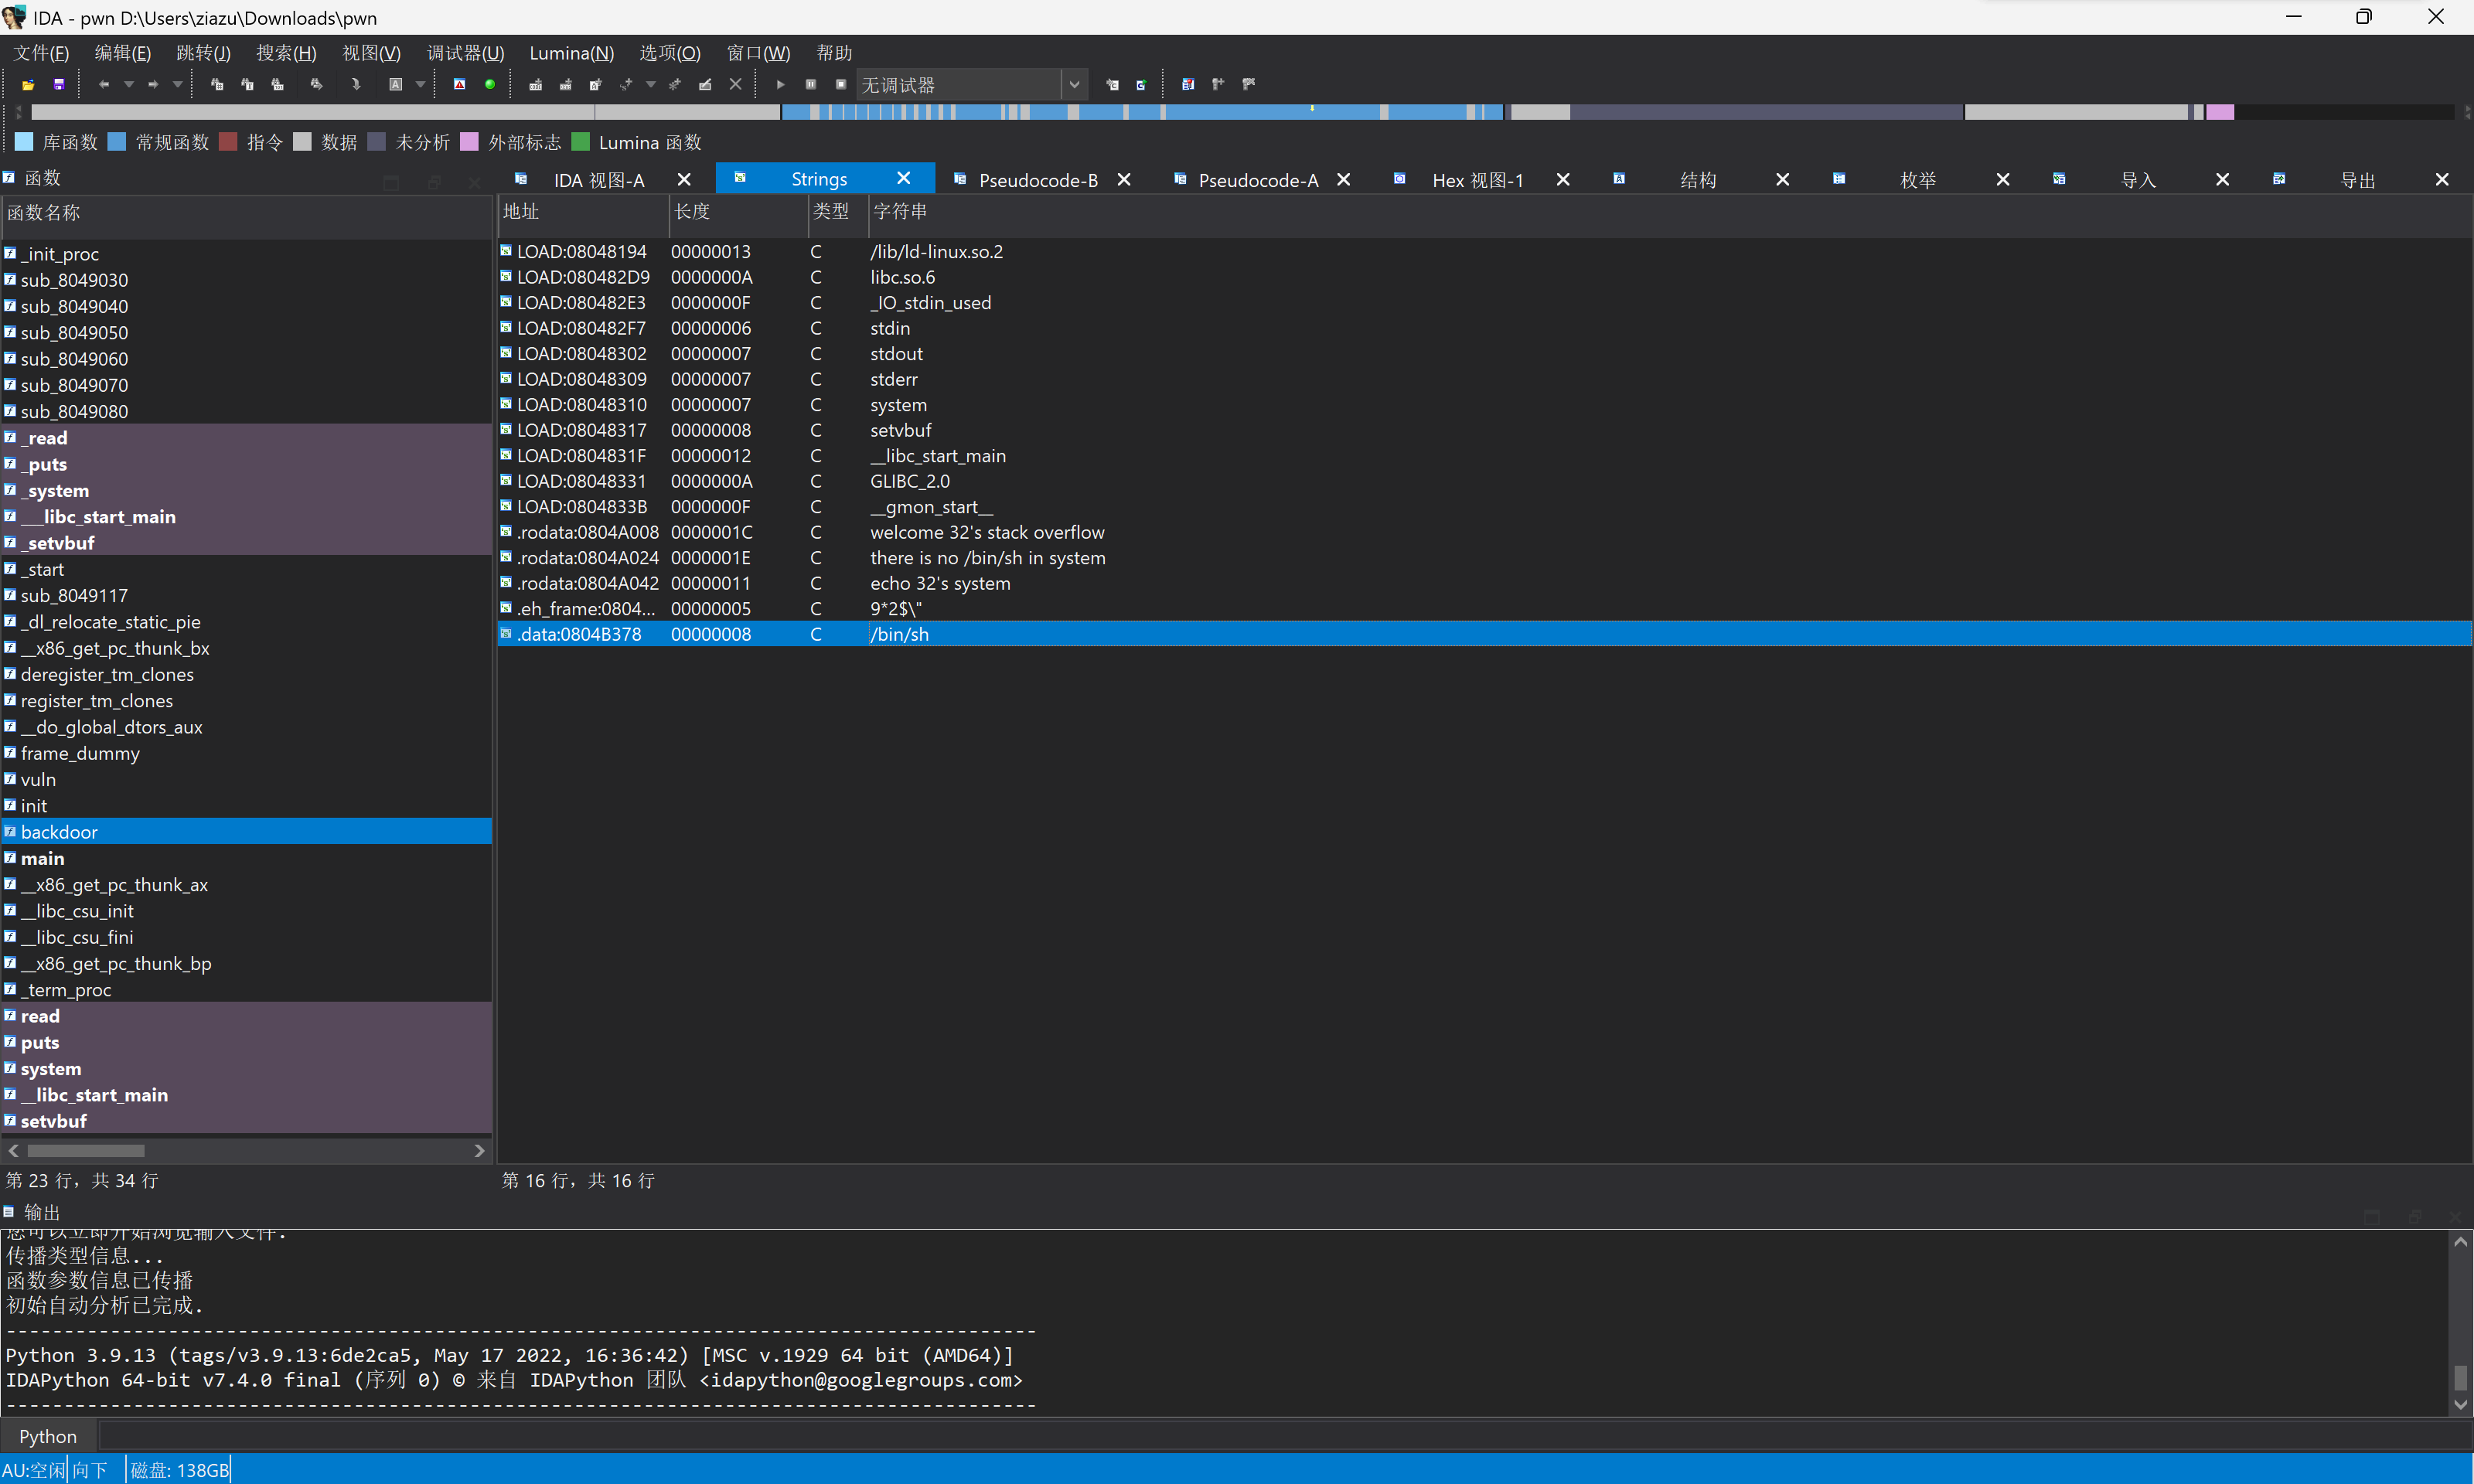 IDA - pwn D:\Users\ziazu\Downloads\pwn
文件(F) 编辑(E) 跳转(J) 搜索(H) 视图(V) 调试器(U) Lumina(N) 选项(O) 窗口(W) 帮助
无调试器
库函数 常规函数 指令 数据 未分析 外部标志 Lumina 函数
函数
IDA 视图-A Strings Pseudocode-B Pseudocode-A Hex 视图-1 结构 枚举 导入 导出
函数名称
_init_proc
sub_8049030
sub_8049040
sub_8049050
sub_8049060
sub_8049070
sub_8049080
_read
_puts
_system
___libc_start_main
_setvbuf
_start
sub_8049117
_dl_relocate_static_pie
__x86_get_pc_thunk_bx
deregister_tm_clones
register_tm_clones
__do_global_dtors_aux
frame_dummy
vuln
init
backdoor
main
__x86_get_pc_thunk_ax
__libc_csu_init
__libc_csu_fini
__x86_get_pc_thunk_bp
_term_proc
read
puts
system
__libc_start_main
setvbuf
第 23 行，共 34 行
地址 长度 类型 字符串
LOAD:08048194 00000013 C /lib/ld-linux.so.2
LOAD:080482D9 0000000A C libc.so.6
LOAD:080482E3 0000000F C _IO_stdin_used
LOAD:080482F7 00000006 C stdin
LOAD:08048302 00000007 C stdout
LOAD:08048309 00000007 C stderr
LOAD:08048310 00000007 C system
LOAD:08048317 00000008 C setvbuf
LOAD:0804831F 00000012 C __libc_start_main
LOAD:08048331 0000000A C GLIBC_2.0
LOAD:0804833B 0000000F C __gmon_start__
.rodata:0804A008 0000001C C welcome 32's stack overflow
.rodata:0804A024 0000001E C there is no /bin/sh in system
.rodata:0804A042 00000011 C echo 32's system
.eh_frame:0804... 00000005 C 9*2$\"
.data:0804B378 00000008 C /bin/sh
第 16 行，共 16 行
输出
您可以立即开始浏览输入文件.
传播类型信息...
函数参数信息已传播
初始自动分析已完成.
----------------------------------------------------------------------------------------
Python 3.9.13 (tags/v3.9.13:6de2ca5, May 17 2022, 16:36:42) [MSC v.1929 64 bit (AMD64)]
IDAPython 64-bit v7.4.0 final (序列 0) © 来自 IDAPython 团队 <idapython@googlegroups.com>
----------------------------------------------------------------------------------------
Python
AU:空闲 向下 磁盘: 138GB